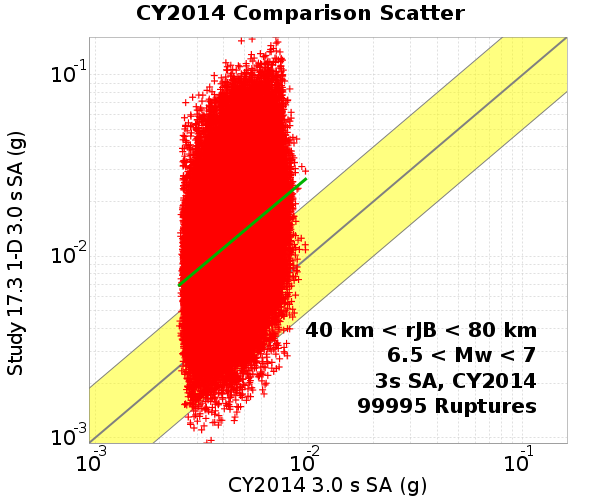 CY2014 Comparison Scatter
Study 17.3 1-D 3.0 s SA (g)
10-1
10-2
10-3
40 km < rJB < 80 km
6.5 < Mw < 7
3s SA, CY2014
99995 Ruptures
10-3 10-2 10-1
CY2014 3.0 s SA (g)